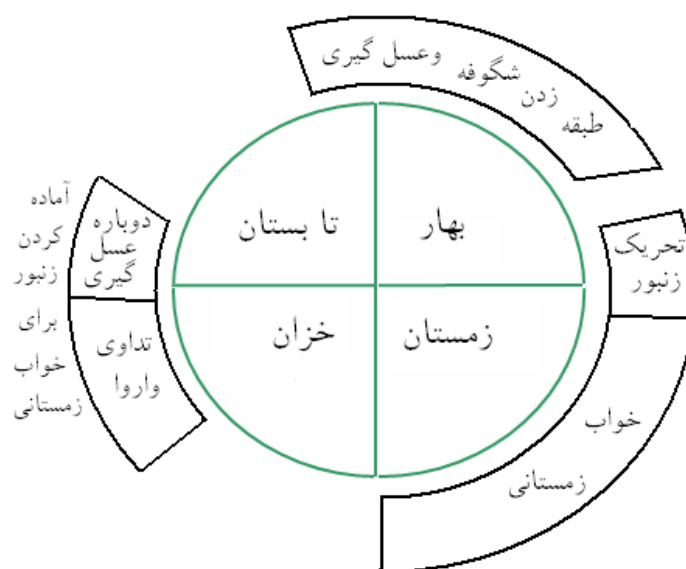 وعسل گیری
شگوفه
زدن
طبقه
بهار
تا بستان
زمستان
خزان
تحریک
زنبور
خواب
زمستانی
دوباره
عسل
گیری
تداوی
واروا
آماده
کردن
زنبور
برای
خواب
زمستانی